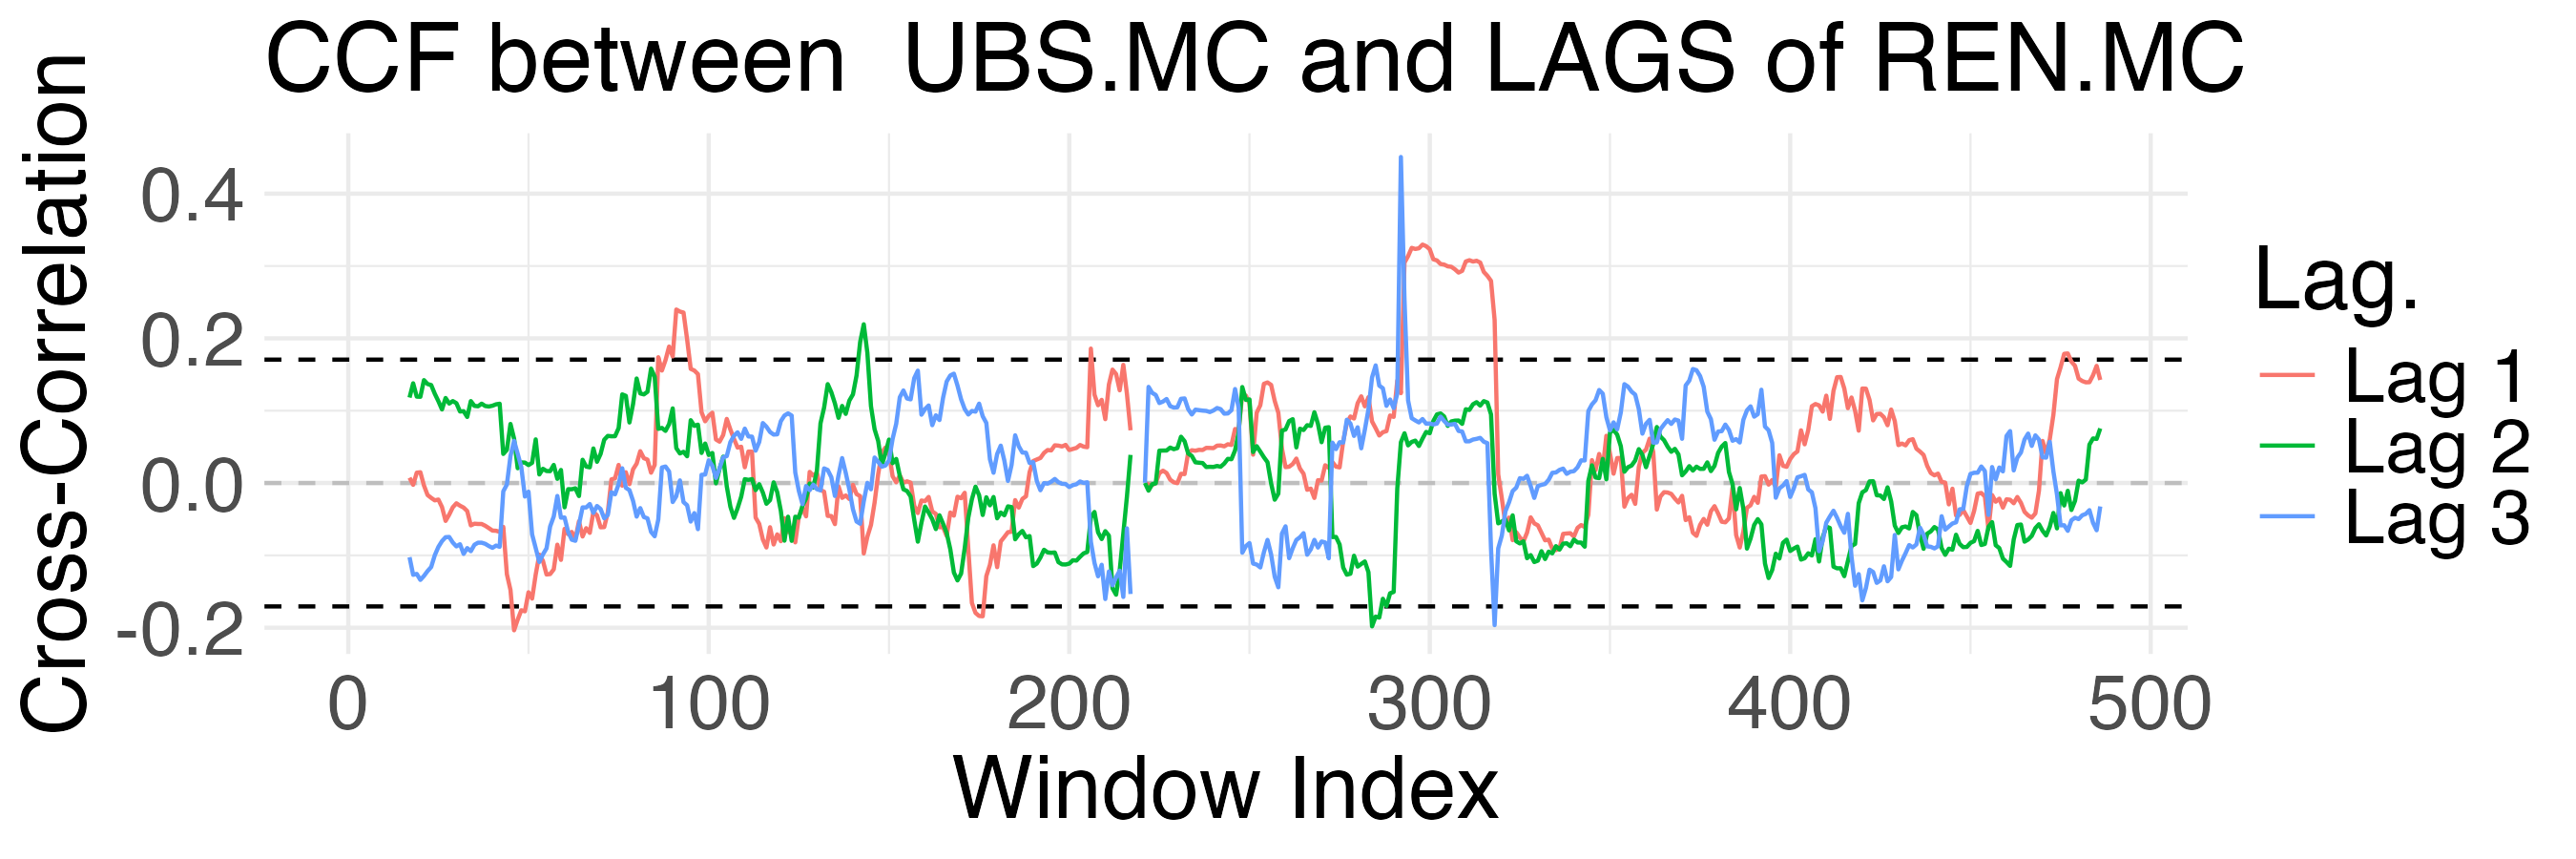 CCF between  UBS.MC and LAGS of REN.MC
Cross-Correlation
0.4
0.2
0.0
-0.2
0 100 200 300 400 500
Window Index
Lag.
Lag 1
Lag 2
Lag 3